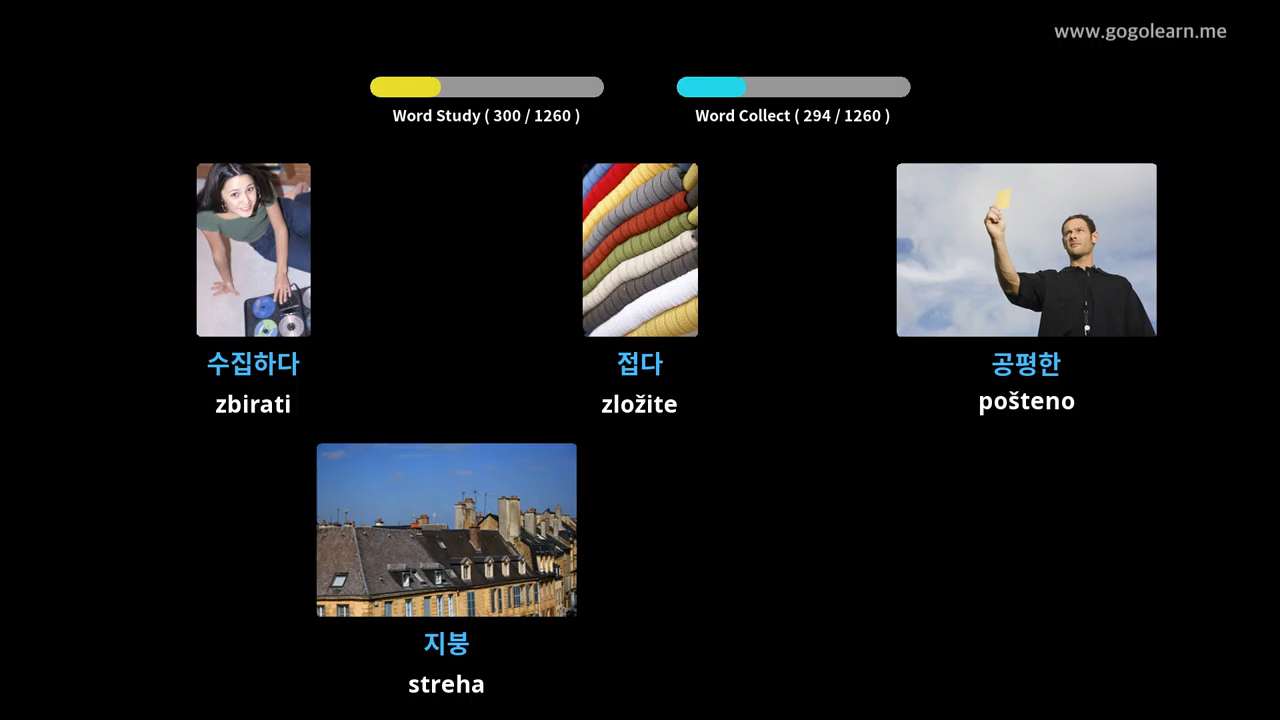 www.gogolearn.me
Word Study ( 300 / 1260 )
Word Collect ( 294 / 1260 )
수집하다
zbirati
접다
zložite
공평한
pošteno
지붕
streha